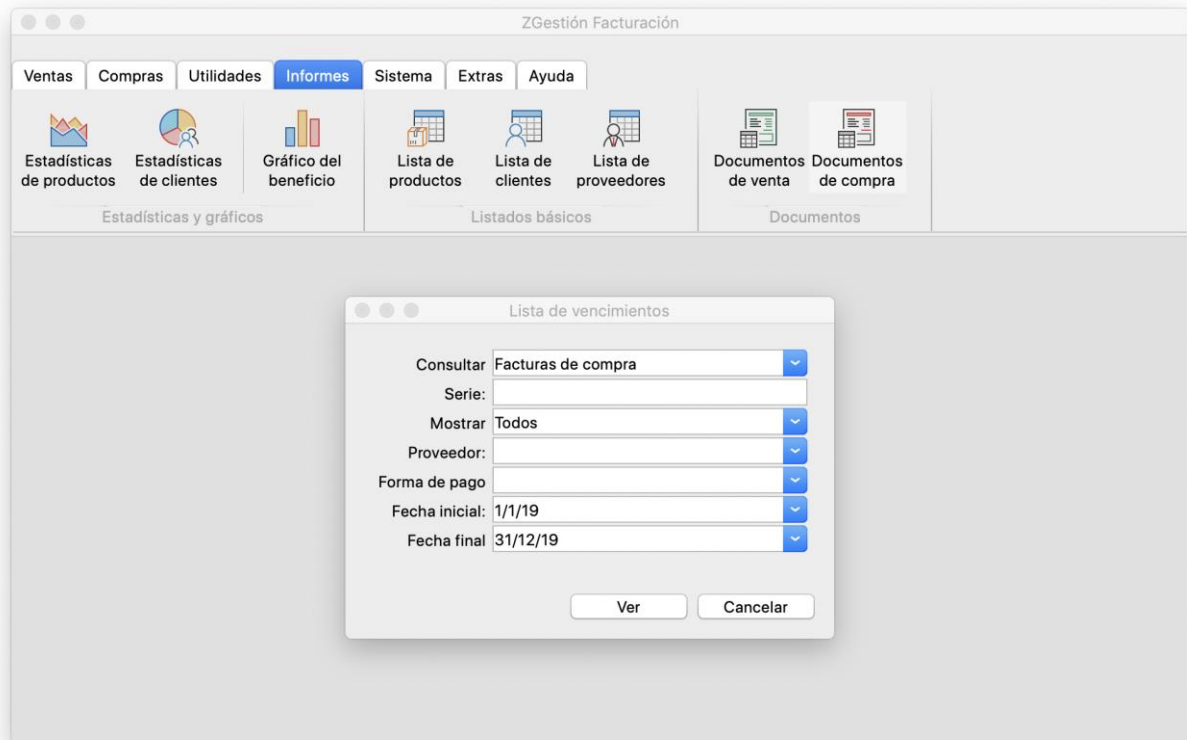 ZGestión Facturación
Ventas Compras Utilidades Informes Sistema Extras Ayuda
Estadísticas de productos
Estadísticas de clientes
Gráfico del beneficio
Estadísticas y gráficos
Lista de productos
Lista de clientes
Lista de proveedores
Listados básicos
Documentos de venta
Documentos de compra
Documentos
Lista de vencimientos
Consultar Facturas de compra
Serie:
Mostrar Todos
Proveedor:
Forma de pago
Fecha inicial: 1/1/19
Fecha final 31/12/19
Ver Cancelar